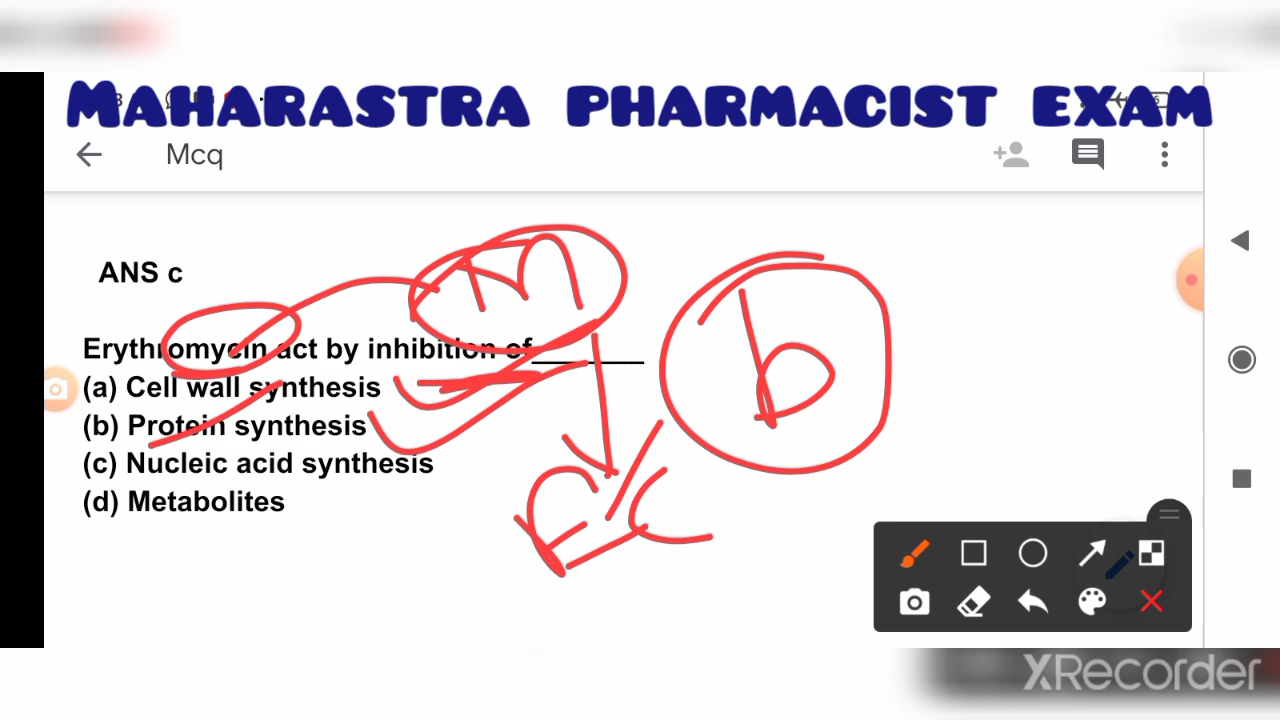 MAHARASTRA PHARMACIST EXAM
Mcq
ANS c
m
b
Erythromycin act by inhibition of_______
(a) Cell wall synthesis
(b) Protein synthesis
(c) Nucleic acid synthesis
(d) Metabolites
XRecorder